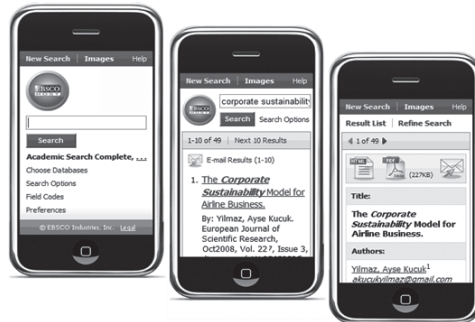 New Search | Images Help
EBSCO
HOST
Search
Academic Search Complete, ...
Choose Databases
Search Options
Field Codes
Preferences
© EBSCO Industries, Inc. Legal
New Search | Images Help
EBSCO
HOST
corporate sustainability
Search Search Options
1-10 of 49 | Next 10 Results
E-mail Results (1-10)
1. The Corporate
Sustainability Model for
Airline Business.
By: Yilmaz, Ayse Kucuk.
European Journal of
Scientific Research,
Oct2008, Vol. 227, Issue 3,
New Search | Images Help
Result List | Refine Search
1 of 49
HTML PDF (227KB)
Title:
The Corporate
Sustainability Model for
Airline Business.
Authors:
Yilmaz, Ayse Kucuk1
akucukyilmaz@gmail.com